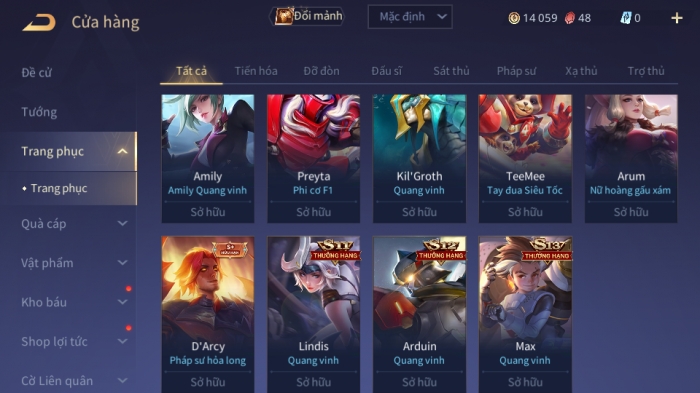 Cửa hàng
Đổi mảnh
Mặc định
14 059
48
0
Đề cử
Tướng
Trang phục
Trang phục
Quà cáp
Vật phẩm
Kho báu
Shop lợi tức
Cờ Liên quân
Tất cả
Tiến hóa
Đỡ đòn
Đấu sĩ
Sát thủ
Pháp sư
Xạ thủ
Trợ thủ
Amily
Amily Quang vinh
Sở hữu
Preyta
Phi cơ F1
Sở hữu
Kil'Groth
Quang vinh
Sở hữu
TeeMee
Tay đua Siêu Tốc
Sở hữu
Arum
Nữ hoàng gấu xám
Sở hữu
S+
HỮU HẠN
D'Arcy
Pháp sư hỏa long
Sở hữu
S11
THƯỞNG HẠNG
Lindis
Quang vinh
Sở hữu
S12
THƯỞNG HẠNG
Arduin
Quang vinh
Sở hữu
S13
THƯỞNG HẠNG
Max
Quang vinh
Sở hữu